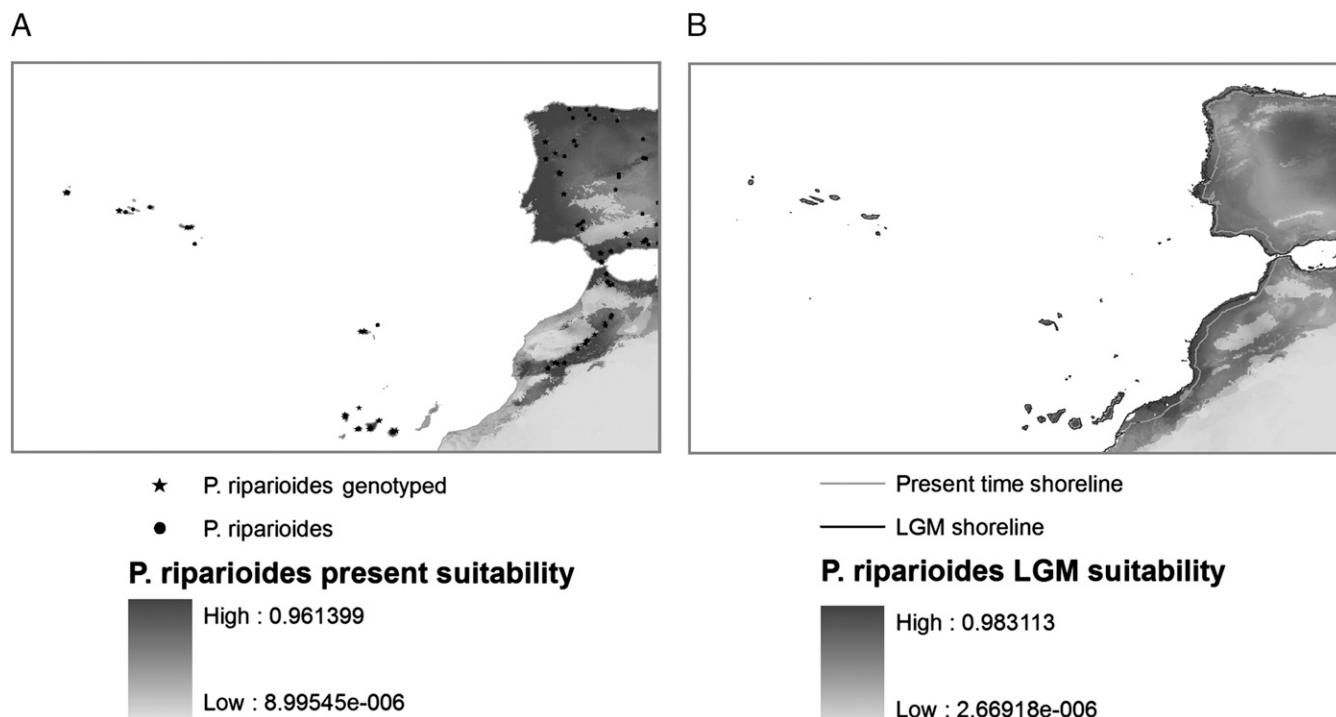 A
B
P. riparioides genotyped
P. riparioides
P. riparioides present suitability
High : 0.961399
Low : 8.99545e-006
Present time shoreline
LGM shoreline
P. riparioides LGM suitability
High : 0.983113
Low : 2.66918e-006